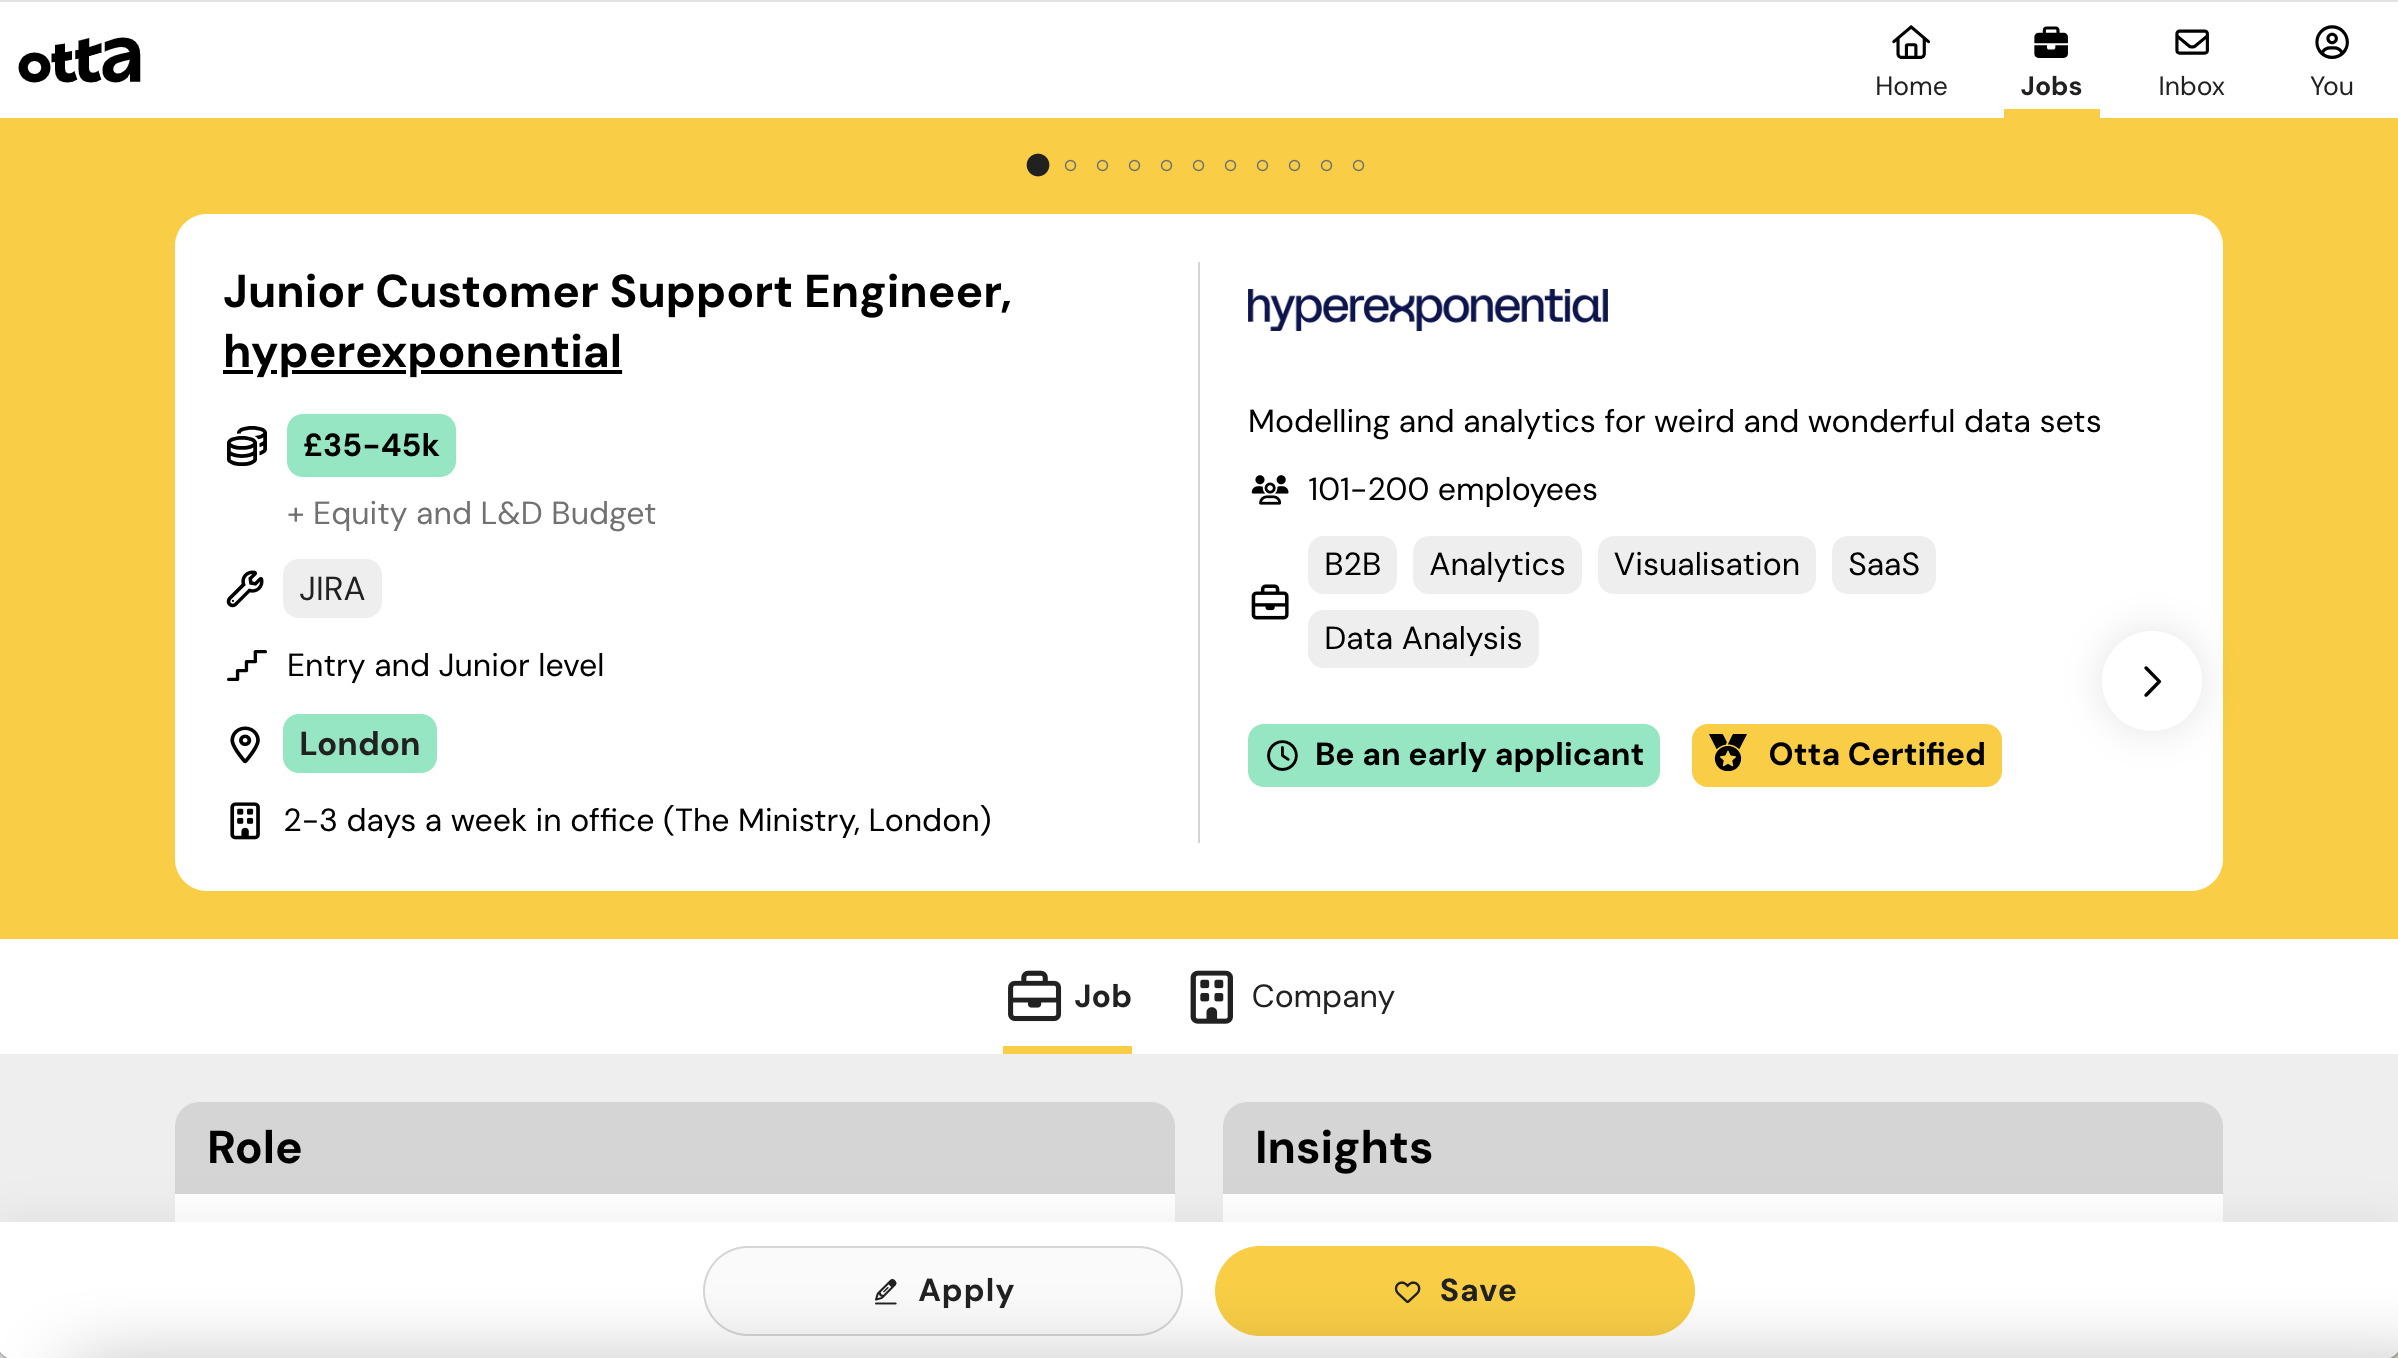 otta
Home
Jobs
Inbox
You
Junior Customer Support Engineer,
hyperexponential
£35-45k
+ Equity and L&D Budget
JIRA
Entry and Junior level
London
2-3 days a week in office (The Ministry, London)
hyperexponential
Modelling and analytics for weird and wonderful data sets
101-200 employees
B2B Analytics Visualisation SaaS
Data Analysis
Be an early applicant
Otta Certified
Job
Company
Role
Insights
Apply
Save